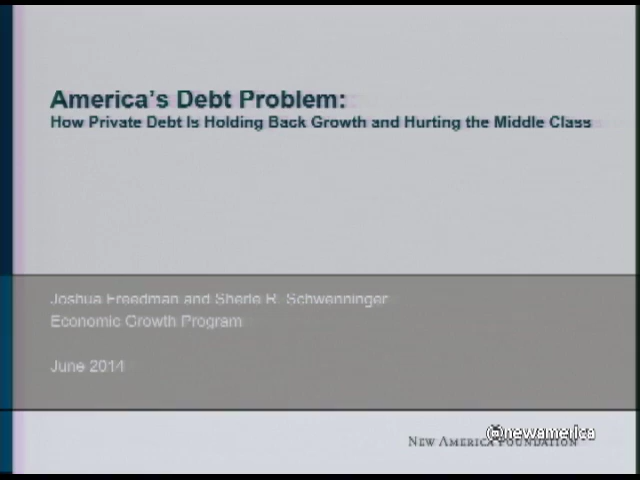 America's Debt Problem:
How Private Debt Is Holding Back Growth and Hurting the Middle Class
Joshua Freedman and Sherle R. Schwenninger
Economic Growth Program
June 2014
NEW AMERICA FOUNDATION
@newamerica